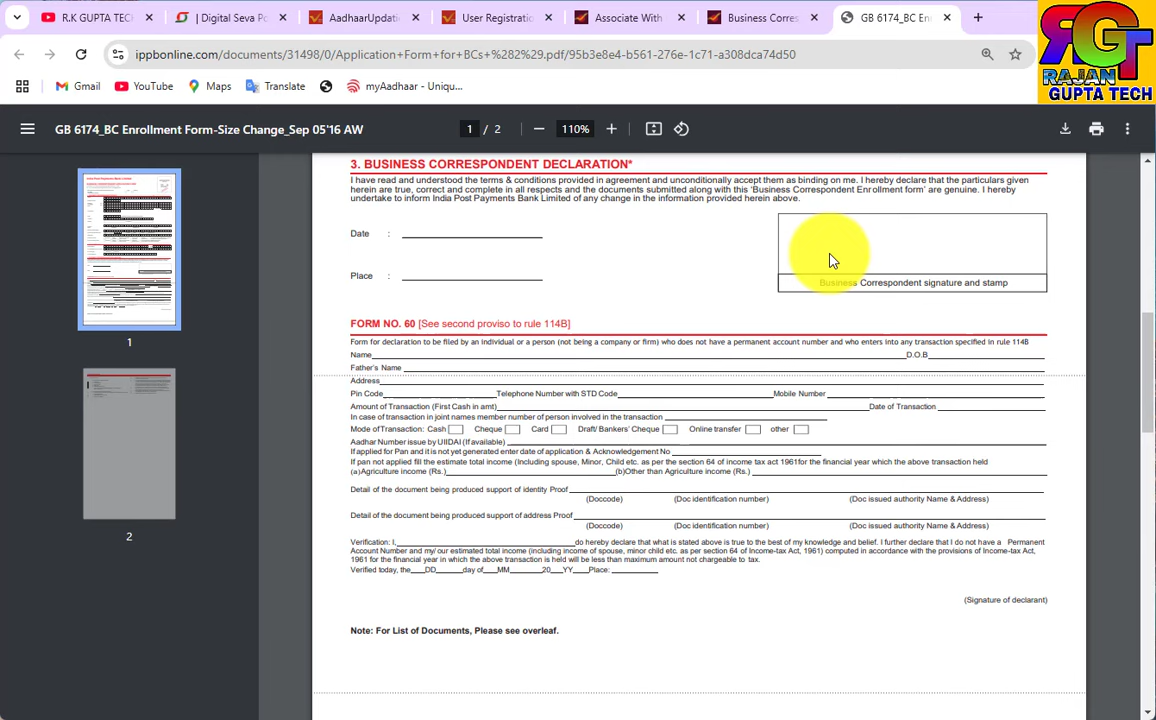 R.K GUPTA TECH
| Digital Seva Po
AadhaarUpdati
User Registratio
Associate With
Business Corres
GB 6174_BC En
ippbonline.com/documents/31498/0/Application+Form+for+BCs+%282%29.pdf/95b3e8e4-b561-276e-1c71-a308dca74d50
RGT
RAJAN
GUPTA TECH
Gmail
YouTube
Maps
Translate
myAadhaar - Uniqu...
GB 6174_BC Enrollment Form-Size Change_Sep 05'16 AW
1 / 2
110%
1
2
3. BUSINESS CORRESPONDENT DECLARATION*
I have read and understood the terms & conditions provided in agreement and unconditionally accept them as binding on me. I hereby declare that the particulars given
herein are true, correct and complete in all respects and the documents submitted along with this 'Business Correspondent Enrollment form' are genuine. I hereby
undertake to inform India Post Payments Bank Limited of any change in the information provided herein above.
Date :
Place :
Business Correspondent signature and stamp
FORM NO. 60 [See second proviso to rule 114B]
Form for declaration to be filed by an individual or a person (not being a company or firm) who does not have a permanent account number and who enters into any transaction specified in rule 114B
Name D.O.B
Father's Name
Address
Pin Code Telephone Number with STD Code Mobile Number
Amount of Transaction (First Cash in amt) Date of Transaction
In case of transaction in joint names member number of person involved in the transaction
Mode of Transaction: Cash Cheque Card Draft/ Bankers' Cheque Online transfer other
Aadhar Number issue by UIIDAI (If available)
If applied for Pan and it is not yet generated enter date of application & Acknowledgement No
If pan not applied fill the estimate total income (Including spouse, Minor, Child etc. as per the section 64 of income tax act 1961for the financial year which the above transaction held
(a)Agriculture income (Rs.) (b)Other than Agriculture income (Rs.)
Detail of the document being produced support of identity Proof
(Doccode) (Doc identification number) (Doc issued authority Name & Address)
Detail of the document being produced support of address Proof
(Doccode) (Doc identification number) (Doc issued authority Name & Address)
Verification: I, do hereby declare that what is stated above is true to the best of my knowledge and belief. I further declare that I do not have a Permanent
Account Number and my/ our estimated total income (including income of spouse, minor child etc. as per section 64 of Income-tax Act, 1961) computed in accordance with the provisions of Income-tax Act,
1961 for the financial year in which the above transaction is held will be less than maximum amount not chargeable to tax.
Verified today, the DD day of MM 20 YY Place:
(Signature of declarant)
Note: For List of Documents, Please see overleaf.